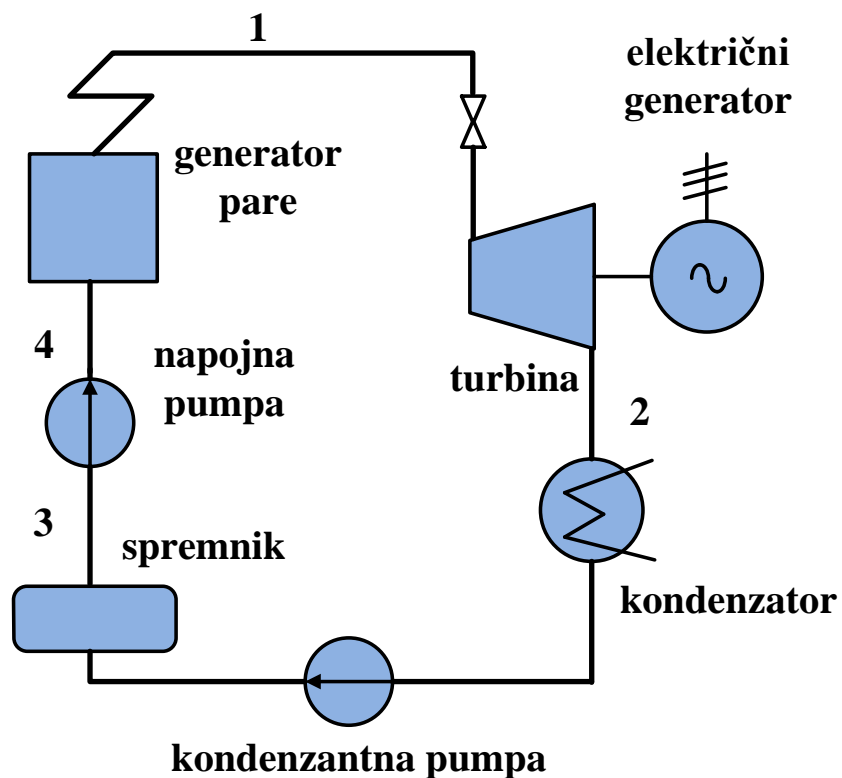 1
električni
generator
generator
pare
4
napojna
pumpa
turbina
2
3
spremnik
kondenzator
kondenzantna pumpa